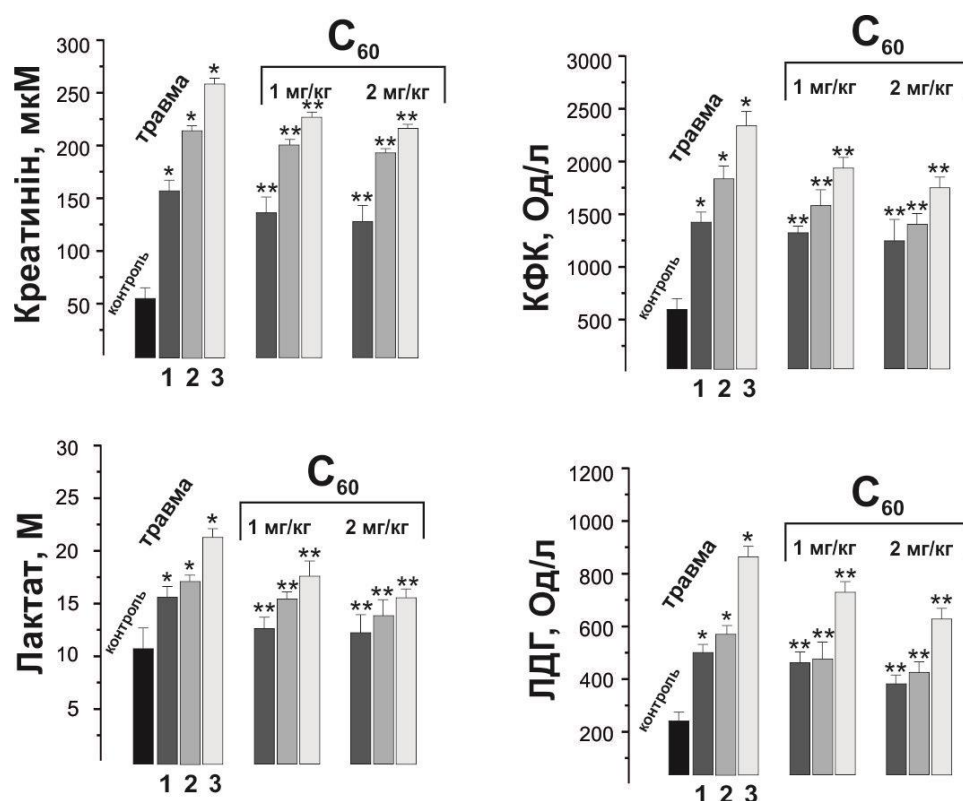 Креатинін, мкМ
300
250
200
150
100
50
контроль
травма
*
*
*
C60
1 мг/кг
2 мг/кг
**
**
**
**
**
**
1 2 3
КФК, Од/л
3000
2500
2000
1500
1000
500
контроль
травма
*
*
*
C60
1 мг/кг
2 мг/кг
**
**
**
**
**
**
1 2 3
Лактат, М
30
25
20
15
10
5
контроль
травма
*
*
*
C60
1 мг/кг
2 мг/кг
**
**
**
**
**
**
1 2 3
ЛДГ, Од/л
1200
1000
800
600
400
200
контроль
травма
*
*
*
C60
1 мг/кг
2 мг/кг
**
**
**
**
**
**
1 2 3